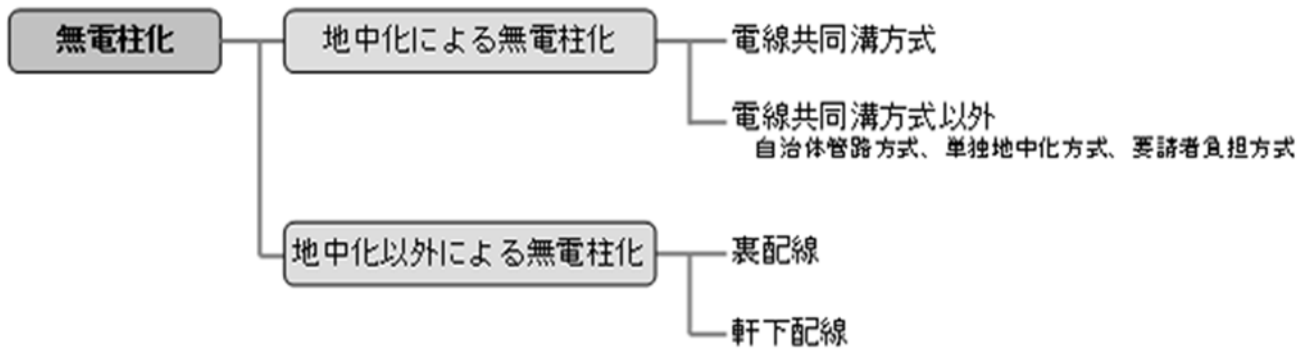 無電柱化
地中化による無電柱化
電線共同溝方式
電線共同溝方式以外
自治体管路方式、単独地中化方式、要請者負担方式
地中化以外による無電柱化
裏配線
軒下配線